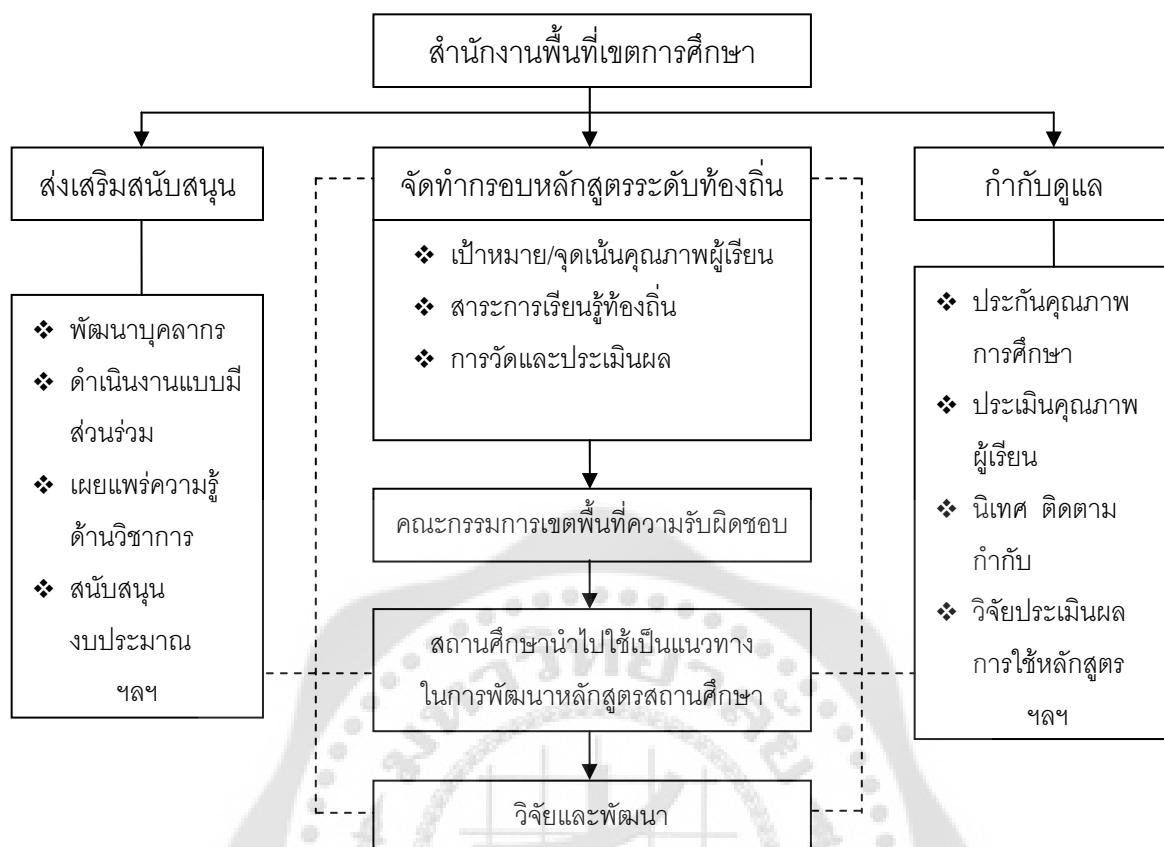 สำนักงานพื้นที่เขตการศึกษา
ส่งเสริมสนับสนุน
❖ พัฒนาบุคลากร
❖ ดำเนินงานแบบมี
ส่วนร่วม
❖ เผยแพร่ความรู้
ด้านวิชาการ
❖ สนับสนุน
งบประมาณ
ฯลฯ
จัดทำกรอบหลักสูตรระดับท้องถิ่น
❖ เป้าหมาย/จุดเน้นคุณภาพผู้เรียน
❖ สาระการเรียนรู้ท้องถิ่น
❖ การวัดและประเมินผล
คณะกรรมการเขตพื้นที่ความรับผิดชอบ
สถานศึกษานำไปใช้เป็นแนวทาง
ในการพัฒนาหลักสูตรสถานศึกษา
วิจัยและพัฒนา
กำกับดูแล
❖ ประกันคุณภาพ
การศึกษา
❖ ประเมินคุณภาพ
ผู้เรียน
❖ นิเทศ ติดตาม
กำกับ
❖ วิจัยประเมินผล
การใช้หลักสูตร
ฯลฯ